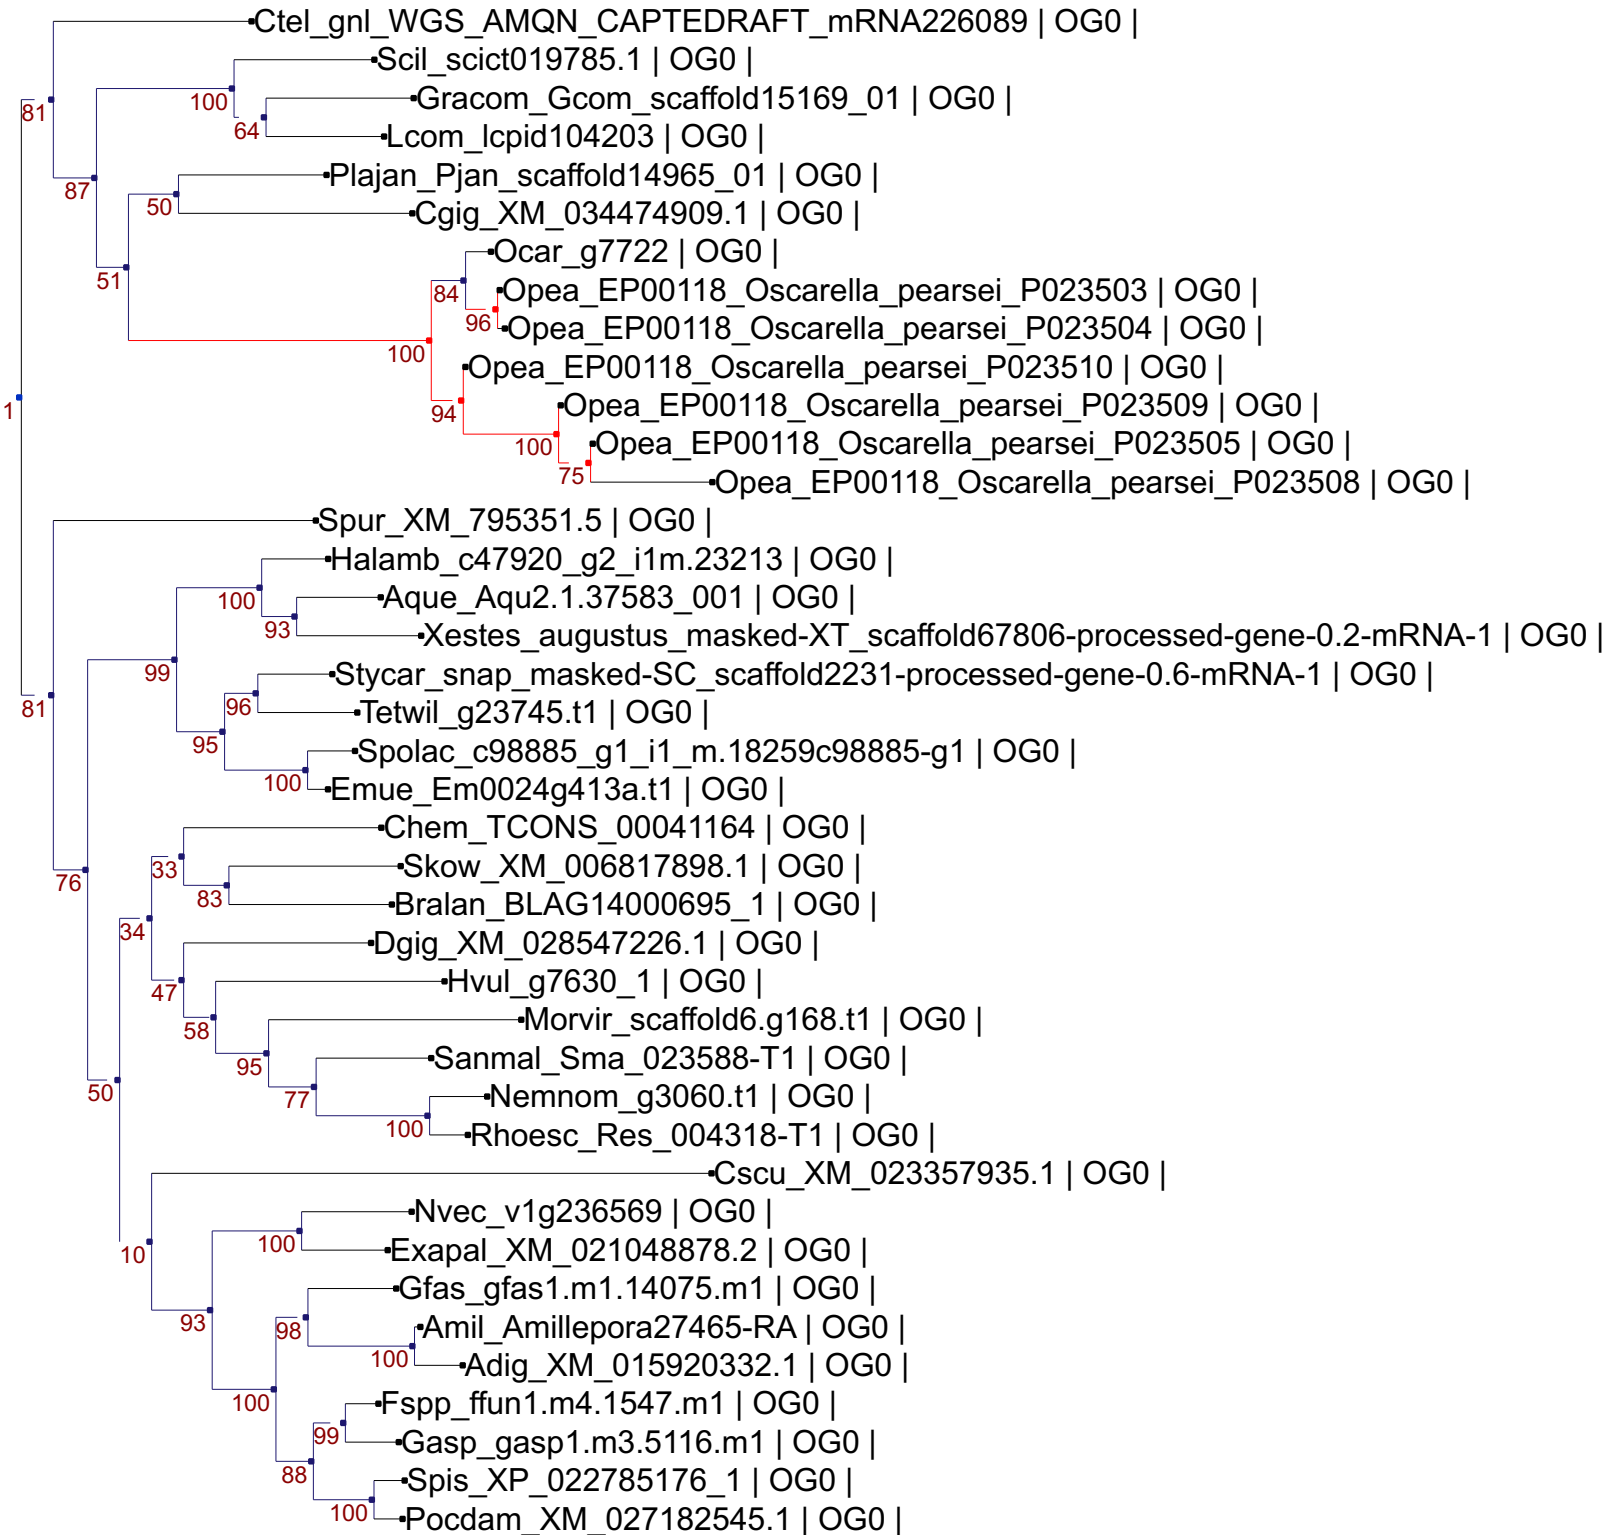 Ctel_gnl_WGS_AMQN_CAPTEDRAFT_mRNA226089 | OG0 |
Scil_scict019785.1 | OG0 |
81
100
Gracom_Gcom_scaffold15169_01 | OG0 |
64
Lcom_lcpid104203 | OG0 |
Plajan_Pjan_scaffold14965_01 | OG0 |
87
50
Cgig_XM_034474909.1 | OG0 |
Ocar_g7722 | OG0 |
51
84
Opea_EP00118_Oscarella_pearsei_P023503 | OG0 |
96
Opea_EP00118_Oscarella_pearsei_P023504 | OG0 |
100
Opea_EP00118_Oscarella_pearsei_P023510 | OG0 |
1
94
Opea_EP00118_Oscarella_pearsei_P023509 | OG0 |
100
Opea_EP00118_Oscarella_pearsei_P023505 | OG0 |
75
Opea_EP00118_Oscarella_pearsei_P023508 | OG0 |
Spur_XM_795351.5 | OG0 |
Halamb_c47920_g2_i1m.23213 | OG0 |
100
Aque_Aqu2.1.37583_001 | OG0 |
93
Xestes_augustus_masked-XT_scaffold67806-processed-gene-0.2-mRNA-1 | OG0 |
99
Stycar_snap_masked-SC_scaffold2231-processed-gene-0.6-mRNA-1 | OG0 |
81
96
Tetwil_g23745.t1 | OG0 |
95
Spolac_c98885_g1_i1_m.18259c98885-g1 | OG0 |
100
Emue_Em0024g413a.t1 | OG0 |
Chem_TCONS_00041164 | OG0 |
33
Skow_XM_006817898.1 | OG0 |
76
83
Bralan_BLAG14000695_1 | OG0 |
34
Dgig_XM_028547226.1 | OG0 |
47
Hvul_g7630_1 | OG0 |
58
Morvir_scaffold6.g168.t1 | OG0 |
95
Sanmal_Sma_023588-T1 | OG0 |
50
77
Nemnom_g3060.t1 | OG0 |
100
Rhoesc_Res_004318-T1 | OG0 |
Cscu_XM_023357935.1 | OG0 |
Nvec_v1g236569 | OG0 |
10
100
Exapal_XM_021048878.2 | OG0 |
Gfas_gfas1.m1.14075.m1 | OG0 |
93
98
Amil_Amillepora27465-RA | OG0 |
100
Adig_XM_015920332.1 | OG0 |
100
Fspp_ffun1.m4.1547.m1 | OG0 |
99
Gasp_gasp1.m3.5116.m1 | OG0 |
88
Spis_XP_022785176_1 | OG0 |
100
Pocdam_XM_027182545.1 | OG0 |